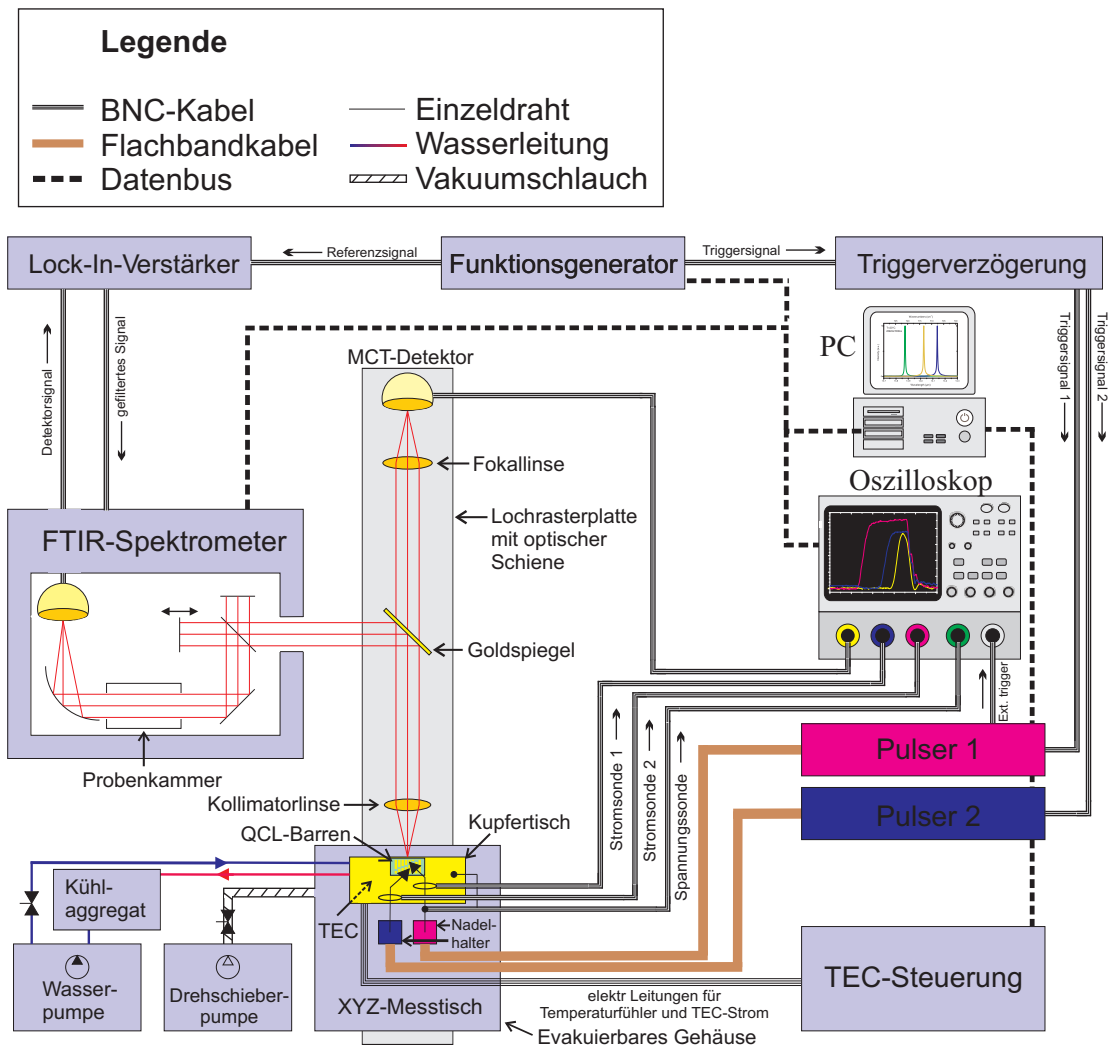 Legende
BNC-Kabel
Flachbandkabel
Datenbus
Einzeldraht
Wasserleitung
Vakuumschlauch
Lock-In-Verstärker
Referenzsignal
Funktionsgenerator
Triggersignal
Triggerverzögerung
Detektorsignal
gefiltertes Signal
MCT-Detektor
PC
Triggersignal 1
Triggersignal 2
Fokallinse
Oszilloskop
Lochrasterplatte
mit optischer
Schiene
FTIR-Spektrometer
Goldspiegel
Probenkammer
Ext. trigger
Stromsonde 1
Stromsonde 2
Spannungssonde
Pulser 1
Pulser 2
Kollimatorlinse
QCL-Barren
Kupfertisch
Kühl-
aggregat
TEC
Nadel-
halter
Wasser-
pumpe
Drehschieber-
pumpe
XYZ-Messtisch
elektr Leitungen für
Temperaturfühler und TEC-Strom
TEC-Steuerung
Evakuierbares Gehäuse